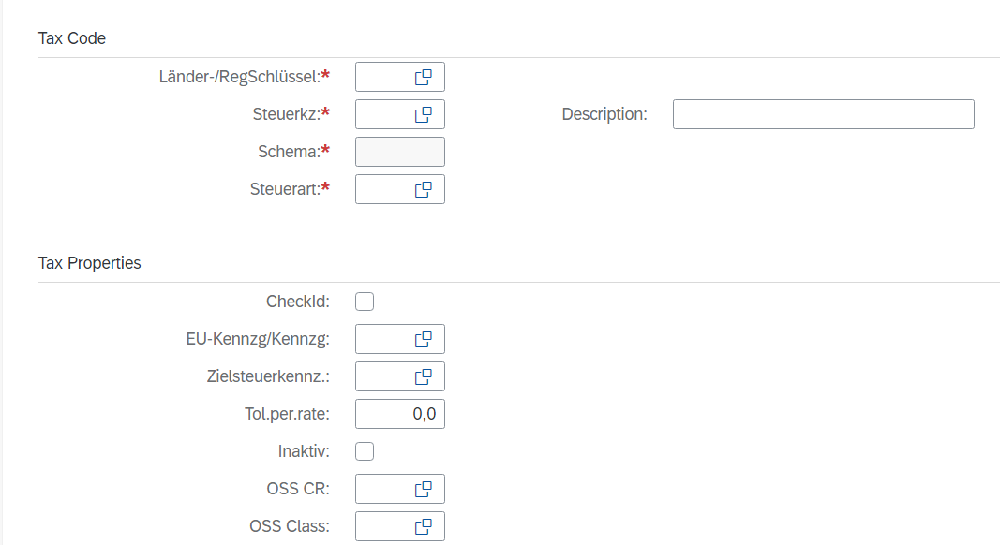 Tax Code
Länder-/RegSchlüssel:*
Steuerkz:* Description:
Schema:*
Steuerart:*
Tax Properties
CheckId:
EU-Kennzg/Kennzg:
Zielsteuerkennz.:
Tol.per.rate: 0,0
Inaktiv:
OSS CR:
OSS Class: